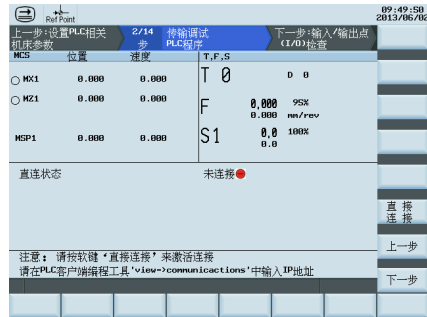 Ref Point
09:49:50
2013/06/02
上一步:设置PLC相关机床参数
2/14步
传输调试PLC程序
下一步:输入/输出点(I/O)检查
MCS 位置 速度 T,F,S
MX1 0.000 0.000 T 0 D 0
MZ1 0.000 0.000 F 0,000 95%
0.000 mm/rev
MSP1 0.000 0.000 S1 0,0 100%
0.0
直连状态 未连接
直接连接
上一步
注意: 请按软键‘直接连接’来激活连接
请在PLC客户端编程工具'view->communicactions'中输入IP地址
下一步